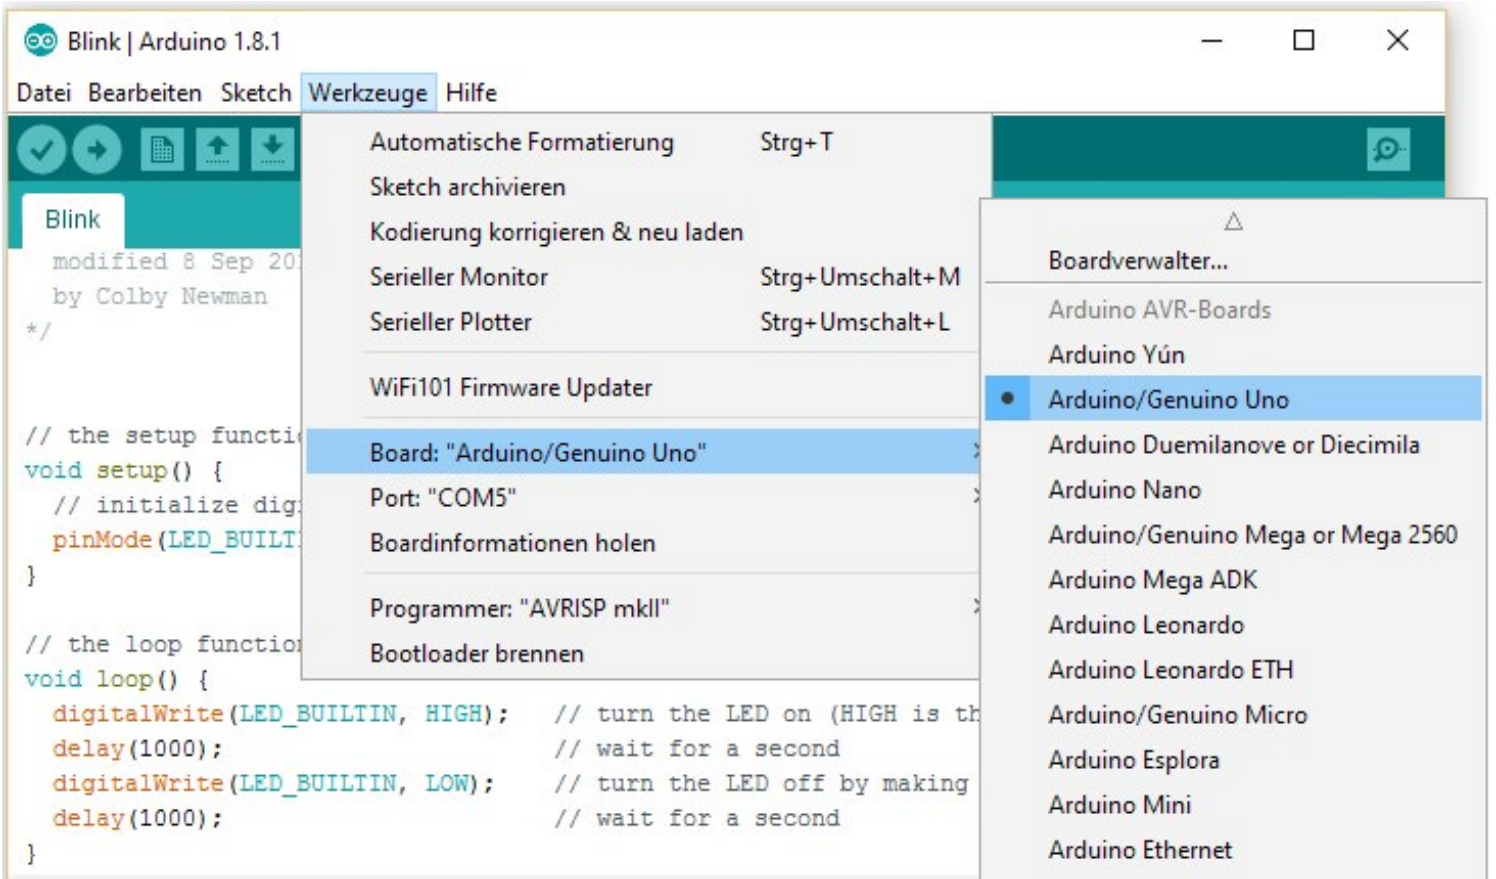 Blink | Arduino 1.8.1
Datei Bearbeiten Sketch Werkzeuge Hilfe
Automatische Formatierung Strg+T
Sketch archivieren
Kodierung korrigieren & neu laden
Serieller Monitor Strg+Umschalt+M
Serieller Plotter Strg+Umschalt+L
WiFi101 Firmware Updater
Board: "Arduino/Genuino Uno"
Port: "COM5"
Boardinformationen holen
Programmer: "AVRISP mkII"
Bootloader brennen
Boardverwalter...
Arduino AVR-Boards
Arduino Yún
Arduino/Genuino Uno
Arduino Duemilanove or Diecimila
Arduino Nano
Arduino/Genuino Mega or Mega 2560
Arduino Mega ADK
Arduino Leonardo
Arduino Leonardo ETH
Arduino/Genuino Micro
Arduino Esplora
Arduino Mini
Arduino Ethernet
Blink
modified 8 Sep
by Colby Newman
*/
// the setup
void setup() {
// initialize
pinMode(
}
// the loop
void loop() {
digitalWrite(LED_BUILTIN, HIGH); // turn the LED on (HIGH is
delay(1000); // wait for a second
digitalWrite(LED_BUILTIN, LOW); // turn the LED off by making
delay(1000); // wait for a second
}